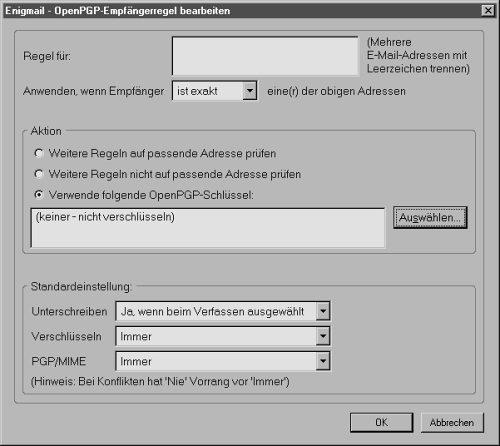 Enigmail - OpenPGP-Empfängerregel bearbeiten
Regel für:
(Mehrere
E-Mail-Adressen mit
Leerzeichen trennen)
Anwenden, wenn Empfänger ist exakt eine(r) der obigen Adressen
Aktion
Weitere Regeln auf passende Adresse prüfen
Weitere Regeln nicht auf passende Adresse prüfen
Verwende folgende OpenPGP-Schlüssel:
(keiner - nicht verschlüsseln)
Auswählen...
Standardeinstellung:
Unterschreiben Ja, wenn beim Verfassen ausgewählt
Verschlüsseln Immer
PGP/MIME Immer
(Hinweis: Bei Konflikten hat 'Nie' Vorrang vor 'Immer')
OK Abbrechen